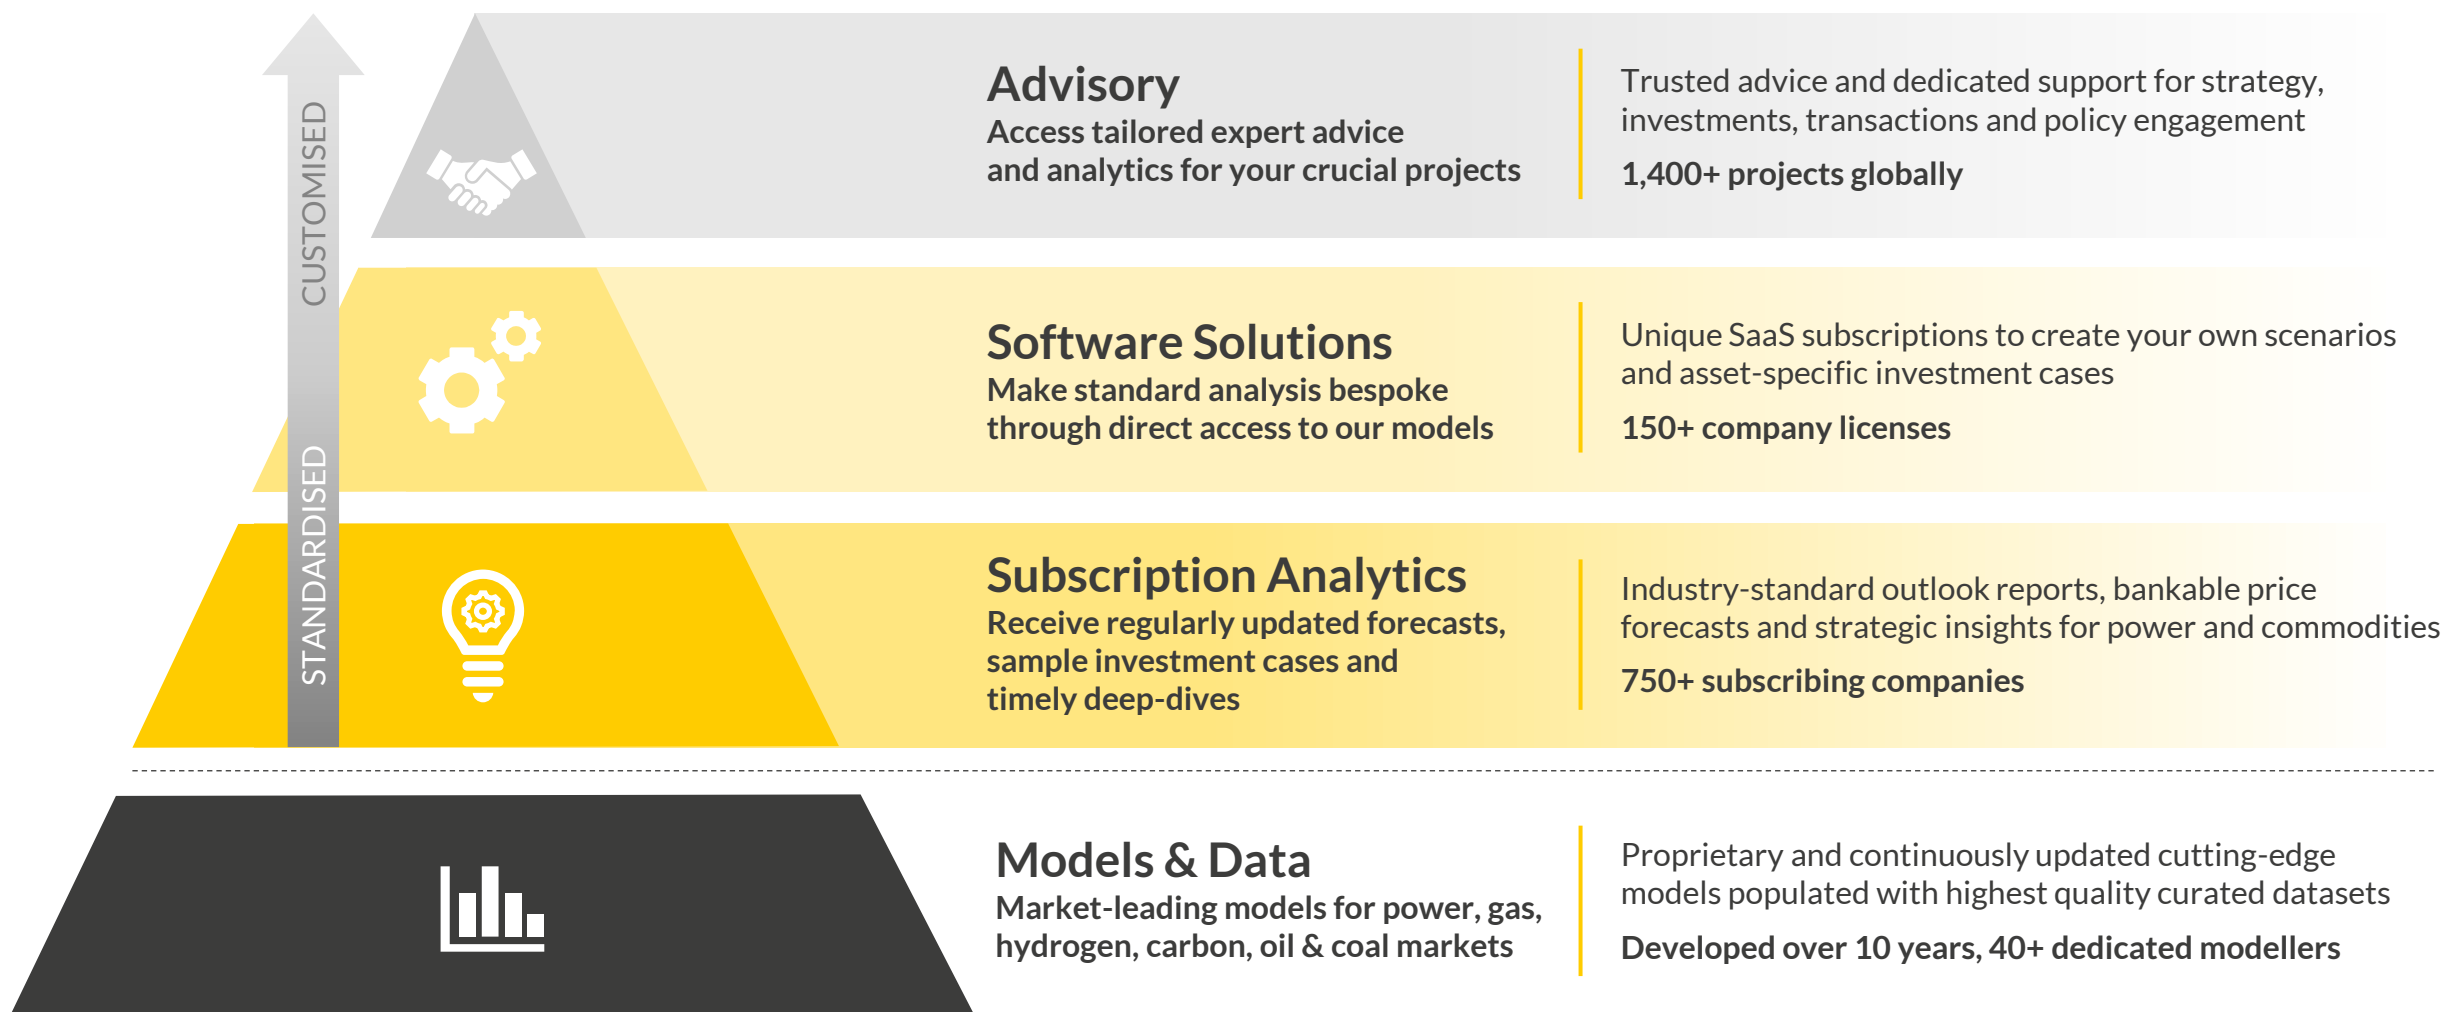 CUSTOMISED
STANDARDISED
Advisory
Access tailored expert advice
and analytics for your crucial projects
Trusted advice and dedicated support for strategy,
investments, transactions and policy engagement
1,400+ projects globally
Software Solutions
Make standard analysis bespoke
through direct access to our models
Unique SaaS subscriptions to create your own scenarios
and asset-specific investment cases
150+ company licenses
Subscription Analytics
Receive regularly updated forecasts,
sample investment cases and
timely deep-dives
Industry-standard outlook reports, bankable price
forecasts and strategic insights for power and commodities
750+ subscribing companies
Models & Data
Market-leading models for power, gas,
hydrogen, carbon, oil & coal markets
Proprietary and continuously updated cutting-edge
models populated with highest quality curated datasets
Developed over 10 years, 40+ dedicated modellers